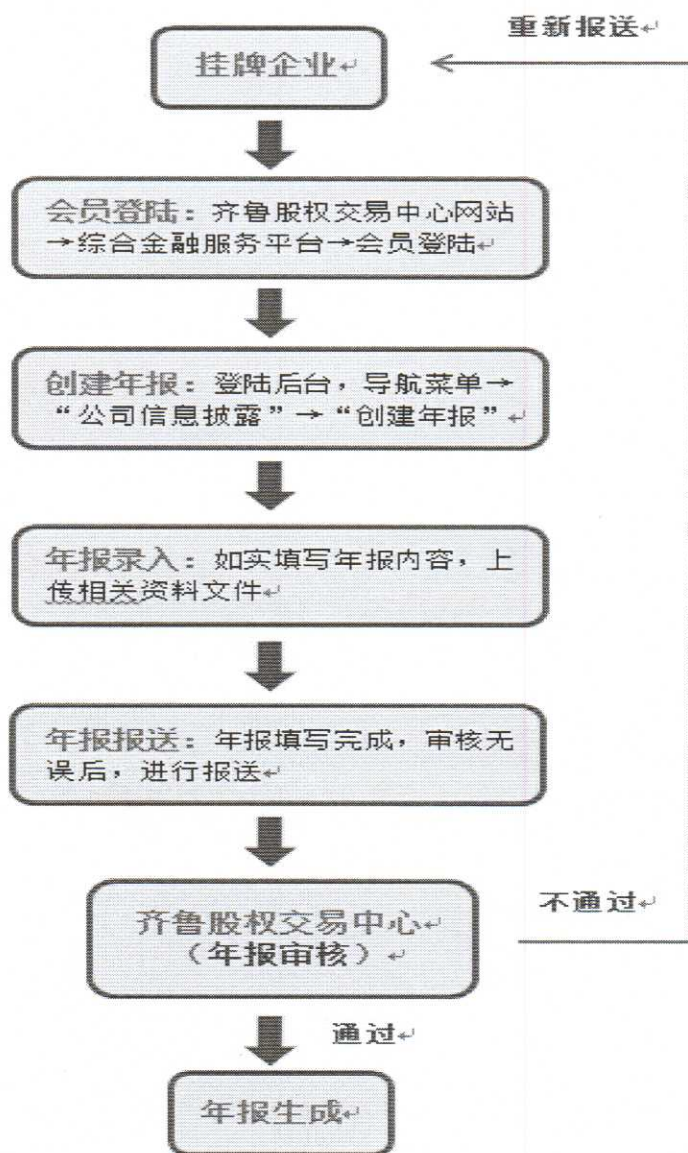 重新报送
挂牌企业
会员登陆：齐鲁股权交易中心网站
→综合金融服务平台→会员登陆
创建年报：登陆后台，导航菜单→
“公司信息披露”→“创建年报”
年报录入：如实填写年报内容，上
传相关资料文件
年报报送：年报填写完成，审核无
误后，进行报送
不通过
齐鲁股权交易中心
（年报审核）
通过
年报生成